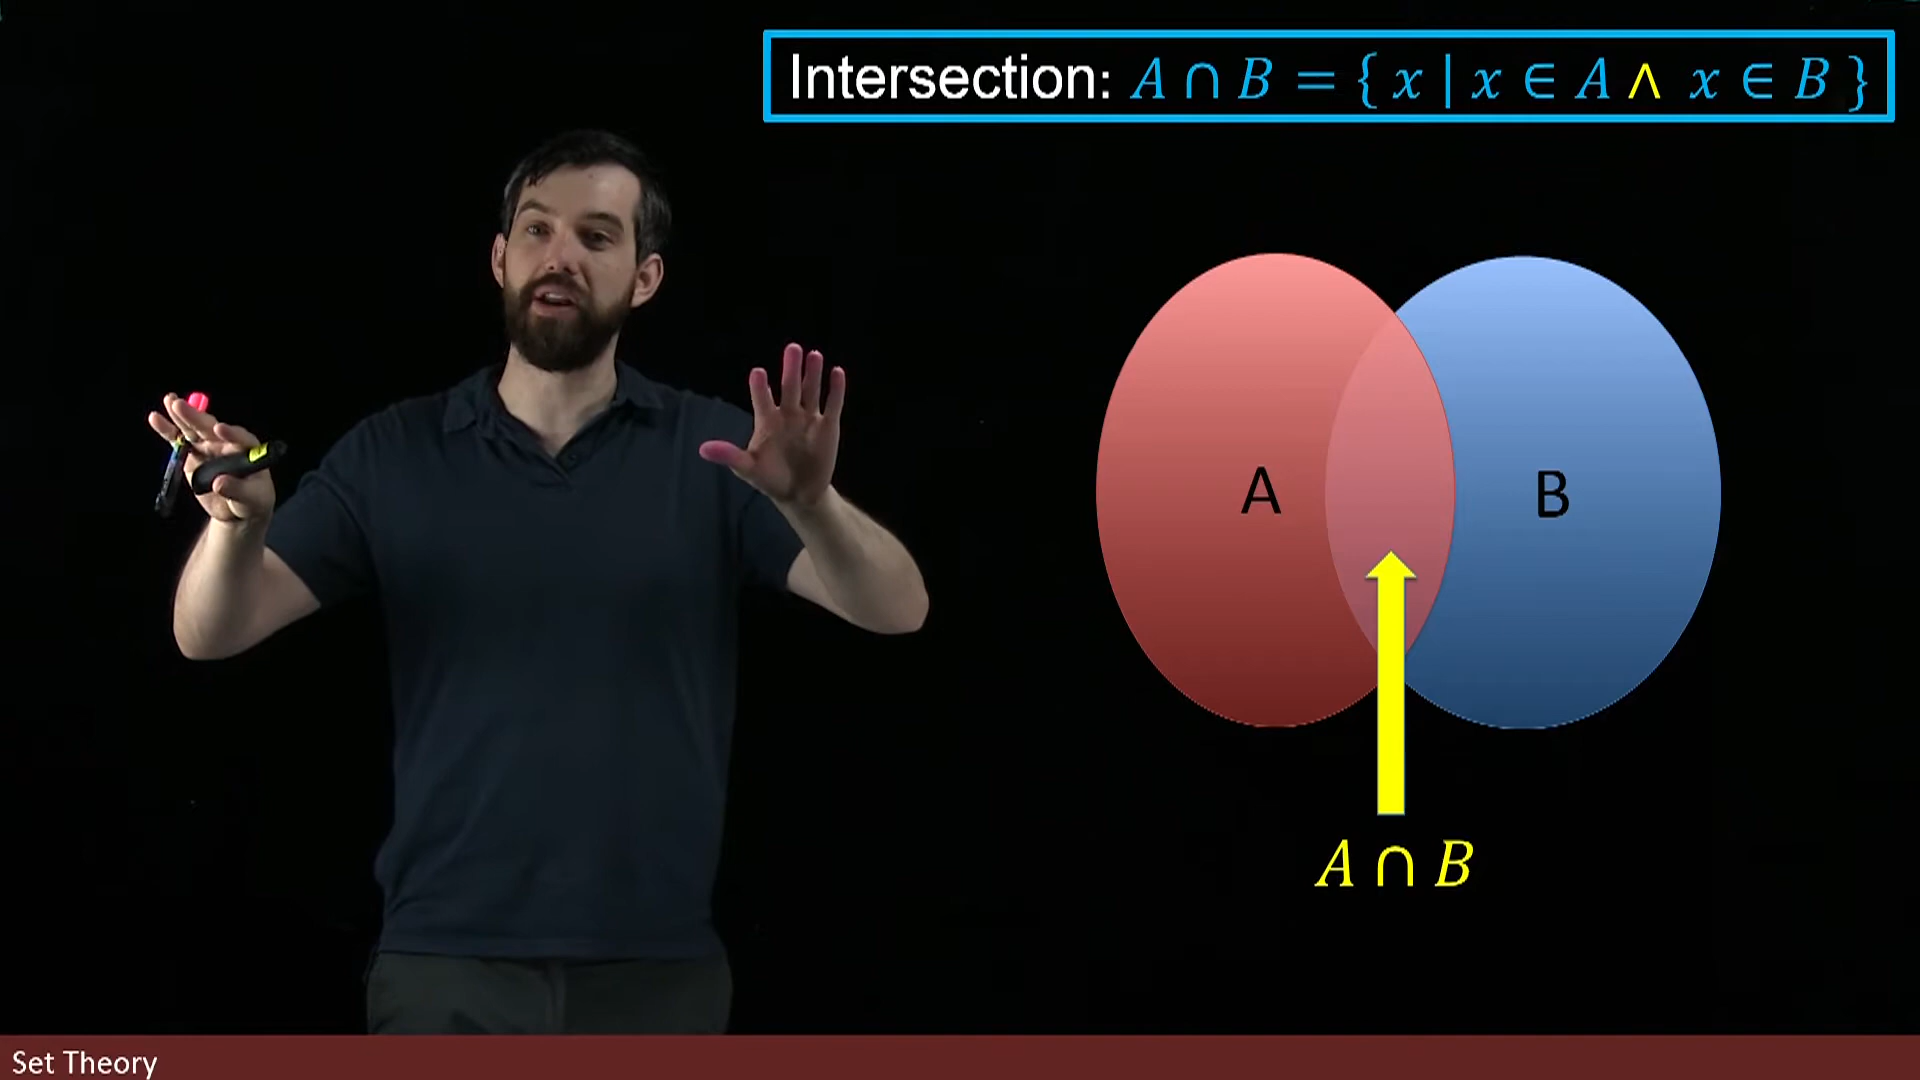 Intersection: A ∩ B = { x | x ∈ A ∧ x ∈ B }
A
B
A ∩ B
Set Theory